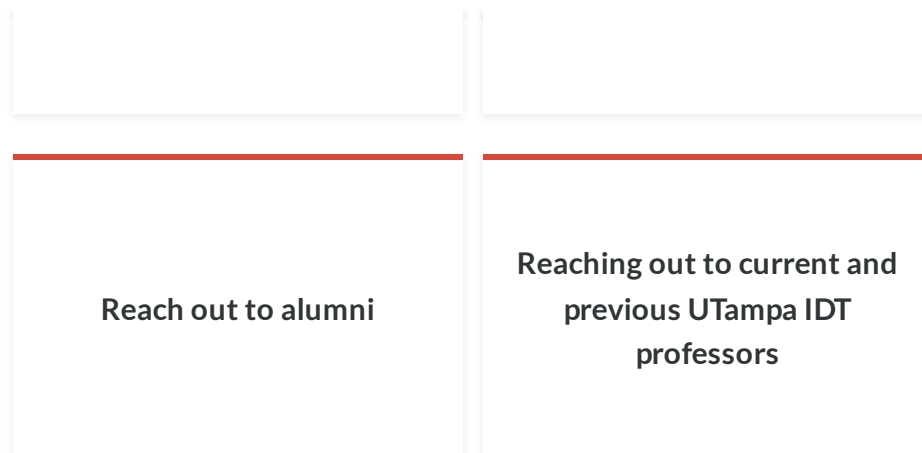 Reach out to alumni
Reaching out to current and
previous UTampa IDT
professors